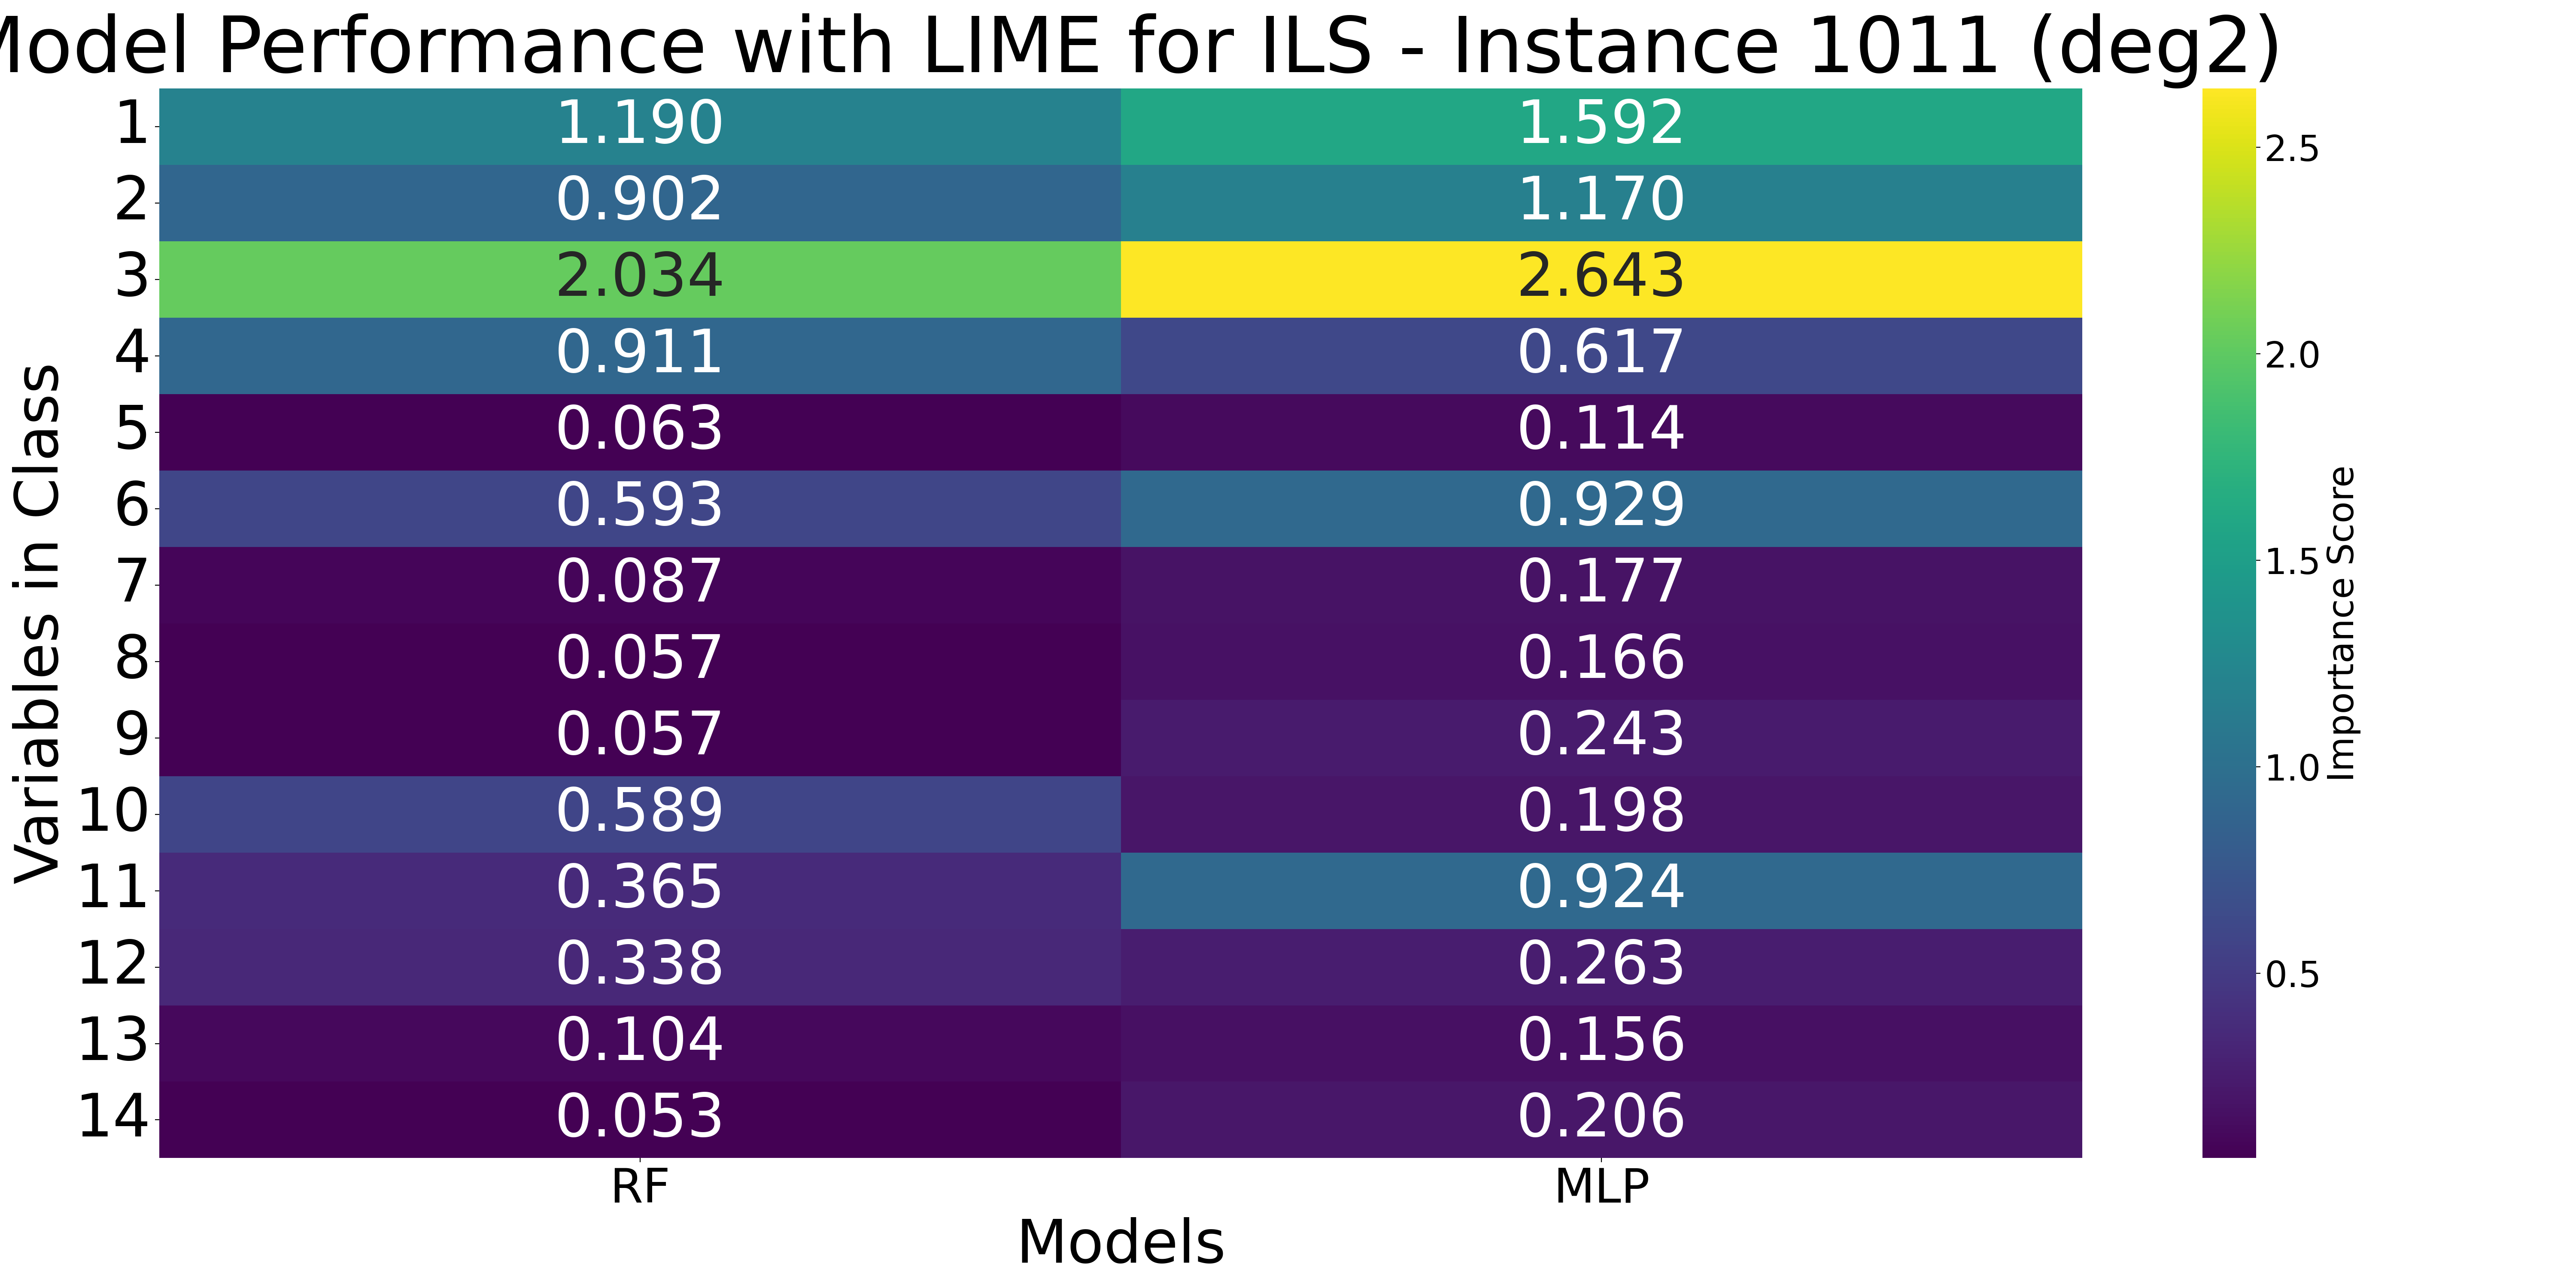 Model Performance with LIME for ILS - Instance 1011 (deg2)
1 1.190 1.592
2 0.902 1.170
3 2.034 2.643
4 0.911 0.617
5 0.063 0.114
6 0.593 0.929
7 0.087 0.177
8 0.057 0.166
9 0.057 0.243
10 0.589 0.198
11 0.365 0.924
12 0.338 0.263
13 0.104 0.156
14 0.053 0.206
RF MLP
Models
Variables in Class
2.5
2.0
1.5
1.0
0.5
Importance Score